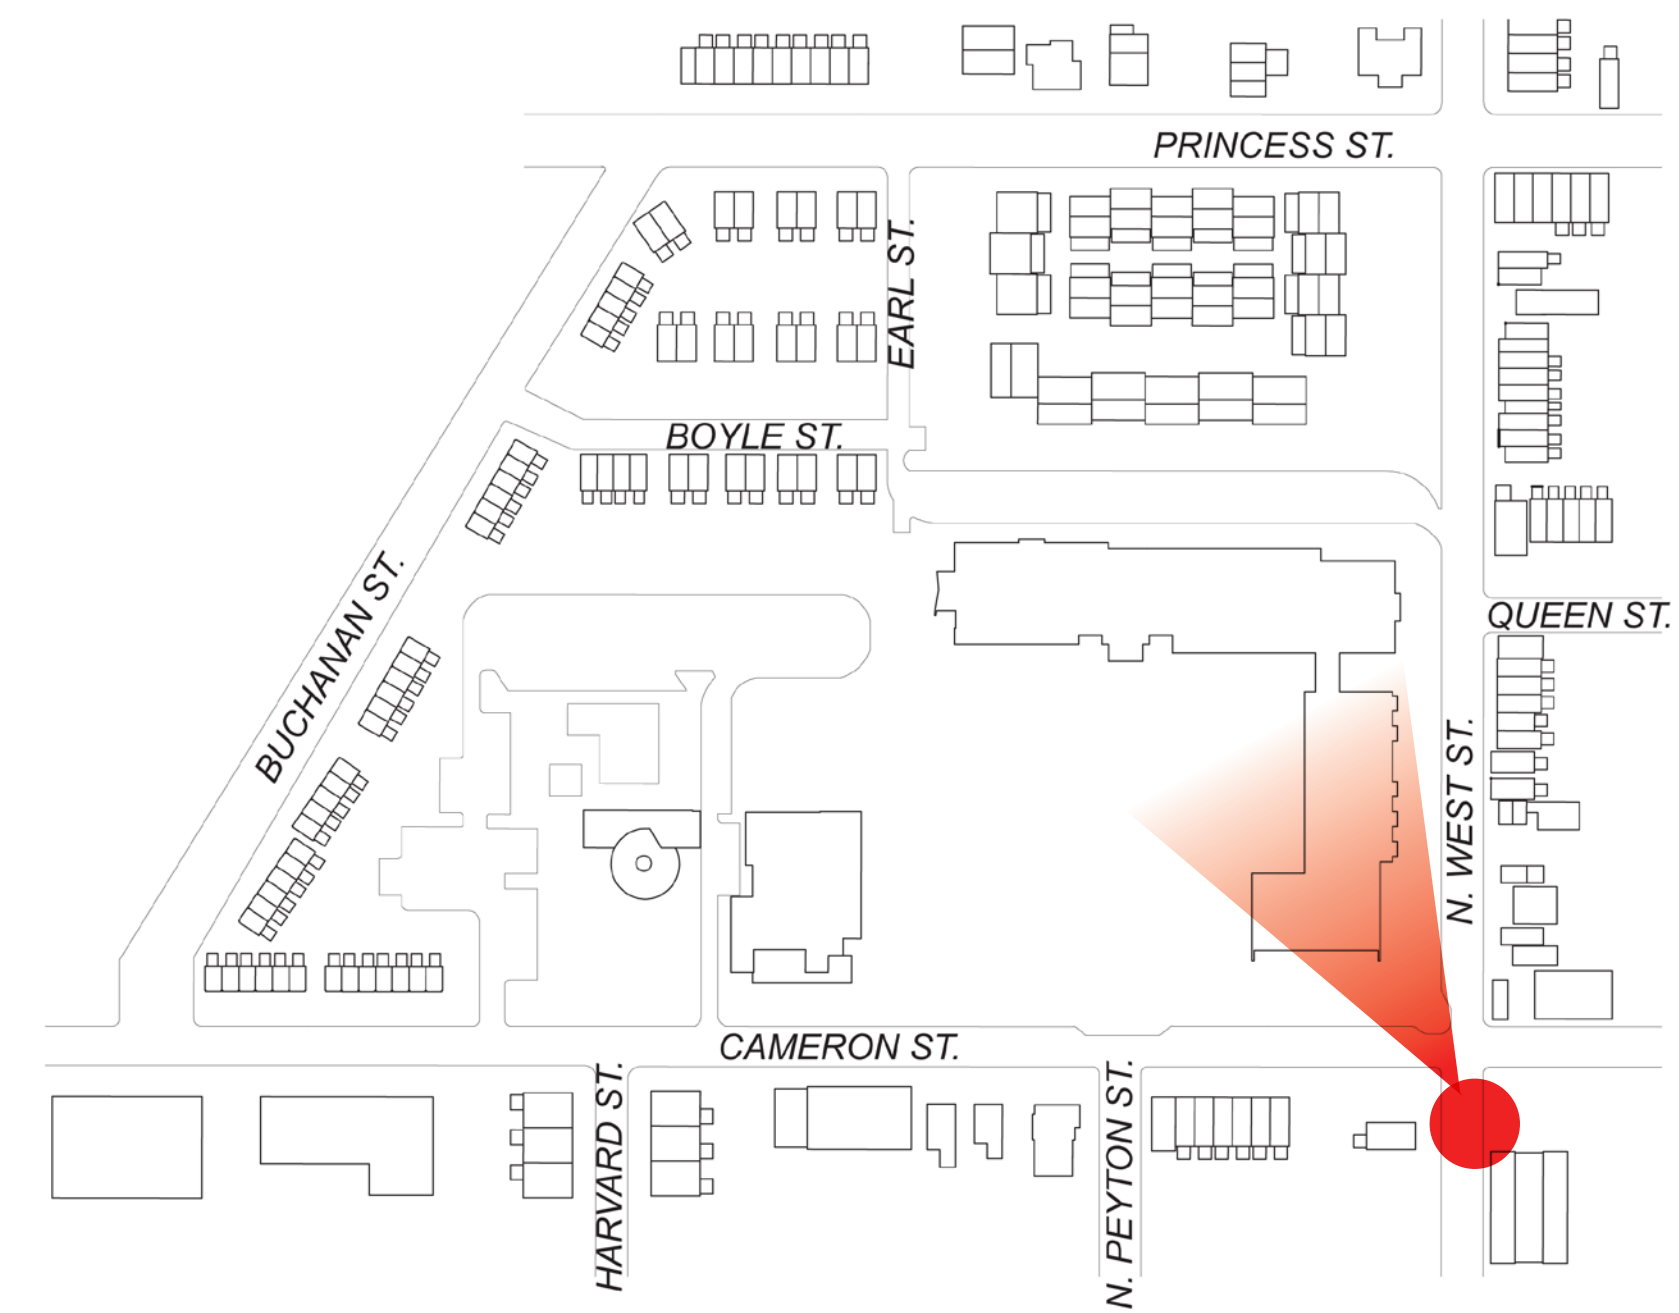 PRINCESS ST.
EARL ST.
BOYLE ST.
BUCHANAN ST.
QUEEN ST.
N. WEST ST.
CAMERON ST.
HARVARD ST.
N. PEYTON ST.